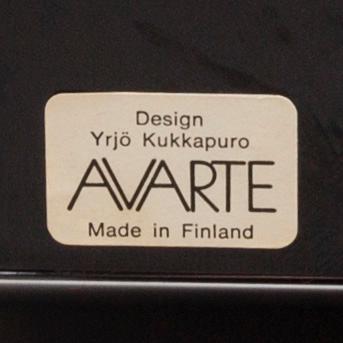 Design
Yrjö Kukkapuro
AVARTE
Made in Finland